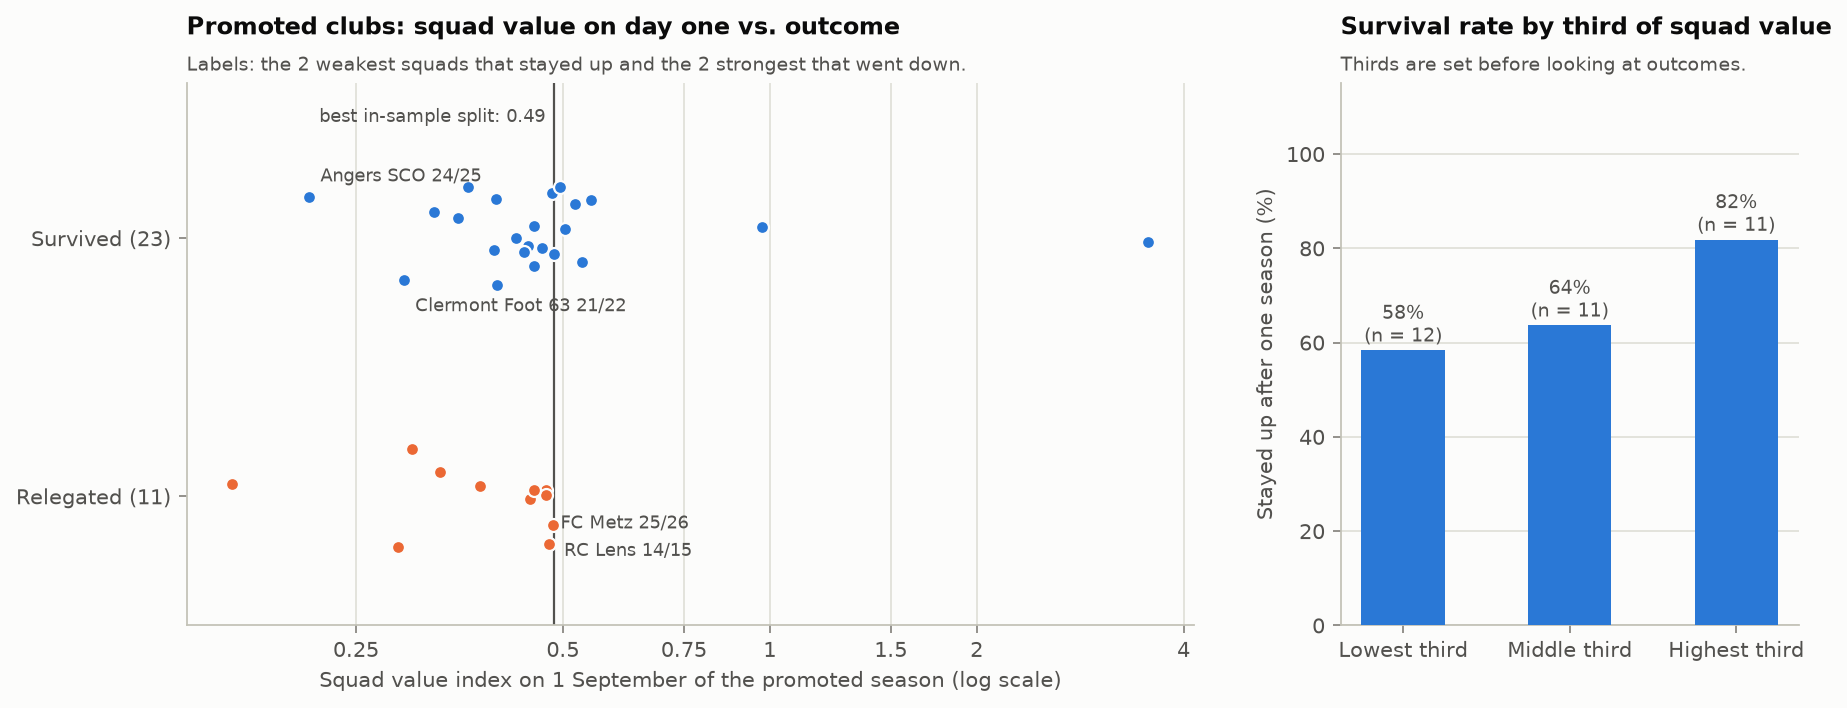 Promoted clubs: squad value on day one vs. outcome
Labels: the 2 weakest squads that stayed up and the 2 strongest that went down.
best in-sample split: 0.49
Angers SCO 24/25
Survived (23)
Clermont Foot 63 21/22
Relegated (11)
FC Metz 25/26
RC Lens 14/15
0.25 0.5 0.75 1 1.5 2 4
Squad value index on 1 September of the promoted season (log scale)
Survival rate by third of squad value
Thirds are set before looking at outcomes.
Stayed up after one season (%)
100
80
60
40
20
0
58%
(n = 12)
64%
(n = 11)
82%
(n = 11)
Lowest third Middle third Highest third